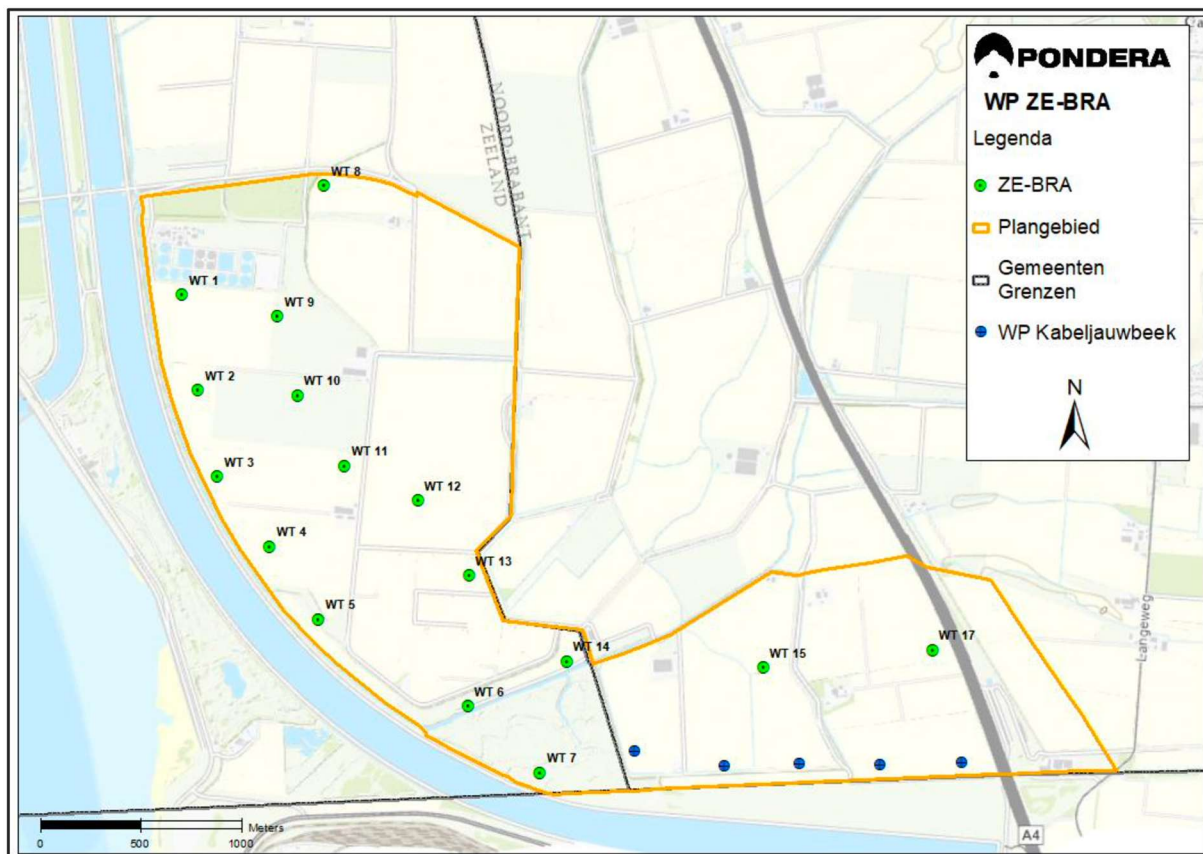 PONDERA
WP ZE-BRA
Legenda
ZE-BRA
Plangebied
Gemeenten
Grenzen
WP Kabeljauwbeek
N
NOORD-BRABANT
ZEELAND
WT 8
WT 1
WT 9
WT 2
WT 10
WT 3
WT 11
WT 12
WT 4
WT 13
WT 5
WT 14
WT 15
WT 17
WT 6
WT 7
Langeweg
A4
Meters
0 500 1000